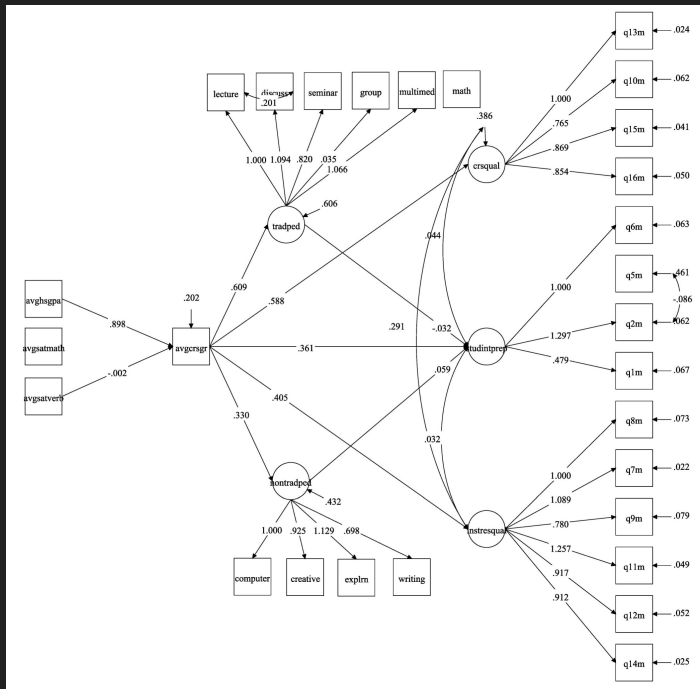 q13m
.024
lecture
discuss
seminar
group
multimed
math
.201
q10m
.062
.386
1.000
.765
.869
.854
q15m
.041
1.000
1.094
.820
.035
1.066
crsqual
q16m
.050
.606
tradped
q6m
.063
.044
q5m
.461
-.086
.609
.588
1.000
avghsgpa
.202
.898
.291
-.032
q2m
.062
1.297
avgsatmath
avgcrsgr
.361
studintpred
.479
q1m
.067
-.002
.059
avgsatverb
.405
.330
q8m
.073
.032
1.000
q7m
.022
1.089
nontradped
.432
.780
q9m
.079
1.000
.925
1.129
.698
instresqual
1.257
q11m
.049
.917
computer
creative
explrn
writing
.912
q12m
.052
q14m
.025